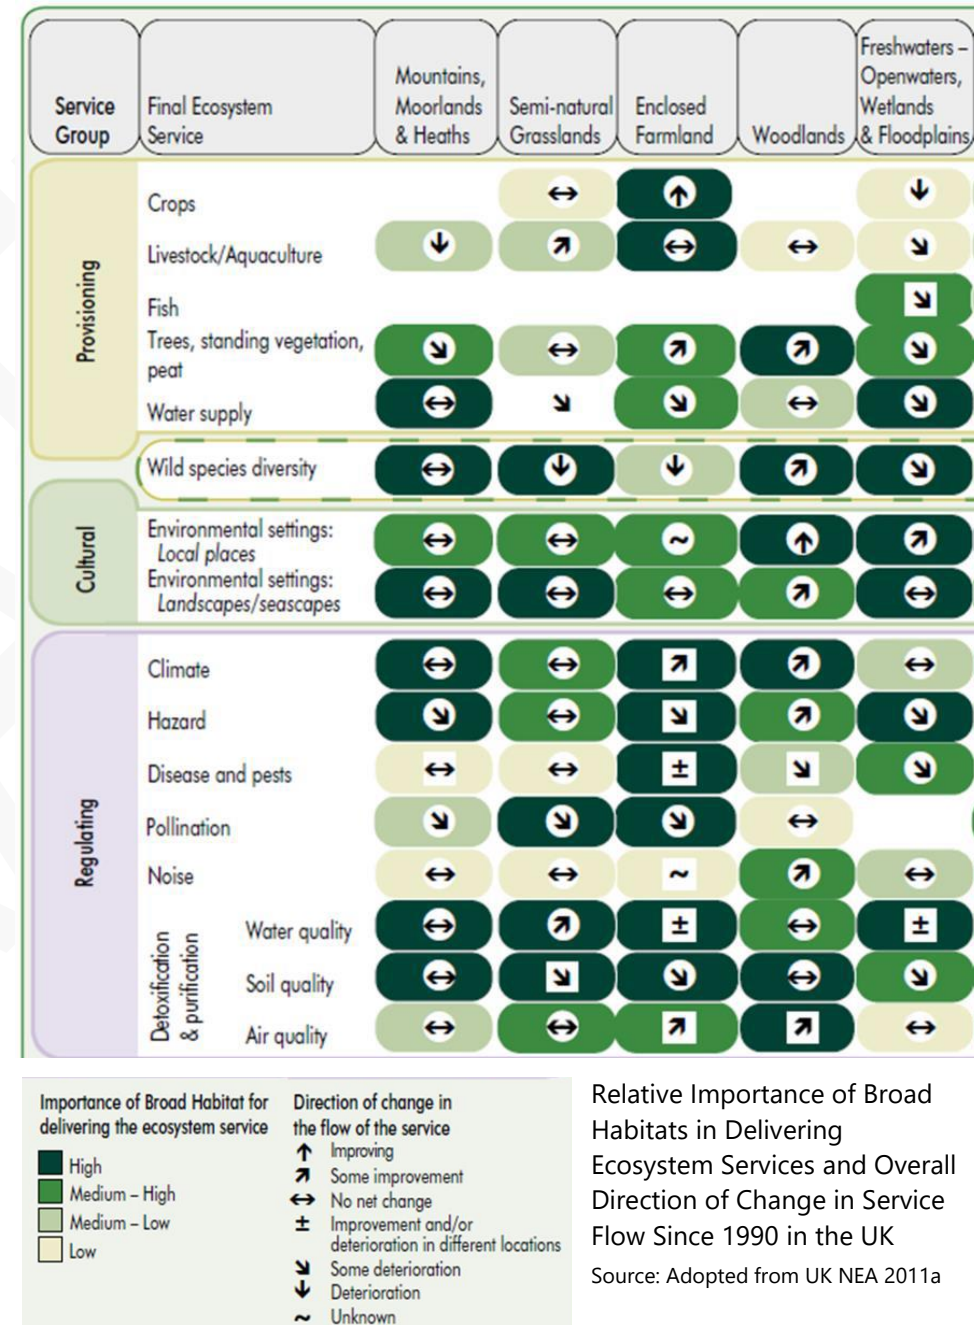 Service
Group
Final Ecosystem
Service
Mountains,
Moorlands
& Heaths
Semi-natural
Grasslands
Enclosed
Farmland
Woodlands
Freshwaters –
Openwaters,
Wetlands
& Floodplains
Provisioning
Crops
Livestock/Aquaculture
Fish
Trees, standing vegetation,
peat
Water supply
Wild species diversity
Cultural
Environmental settings:
Local places
Environmental settings:
Landscapes/seascapes
Regulating
Climate
Hazard
Disease and pests
Pollination
Noise
Detoxification
& purification
Water quality
Soil quality
Air quality
Importance of Broad Habitat for
delivering the ecosystem service
High
Medium – High
Medium – Low
Low
Direction of change in
the flow of the service
Improving
Some improvement
No net change
Improvement and/or
deterioration in different locations
Some deterioration
Deterioration
Unknown
Relative Importance of Broad
Habitats in Delivering
Ecosystem Services and Overall
Direction of Change in Service
Flow Since 1990 in the UK
Source: Adopted from UK NEA 2011a